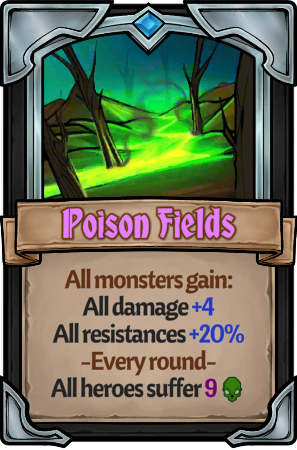 Poison Fields
All monsters gain:
All damage +4
All resistances +20%
-Every round-
All heroes suffer 9